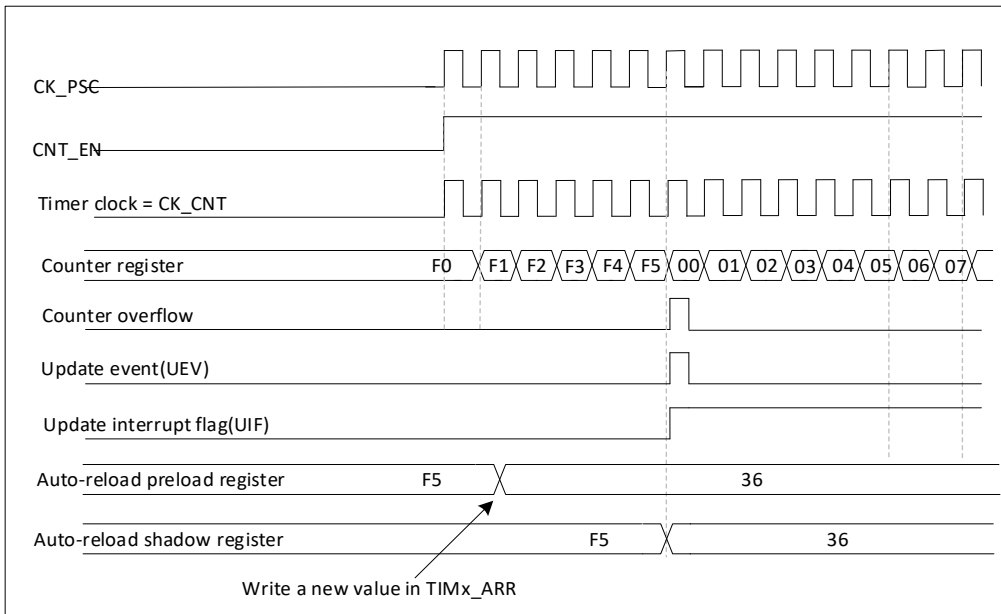 CK_PSC
CNT_EN
Timer clock = CK_CNT
Counter register F0 F1 F2 F3 F4 F5 00 01 02 03 04 05 06 07
Counter overflow
Update event(UEV)
Update interrupt flag(UIF)
Auto-reload preload register F5 36
Auto-reload shadow register F5 36
Write a new value in TIMx_ARR